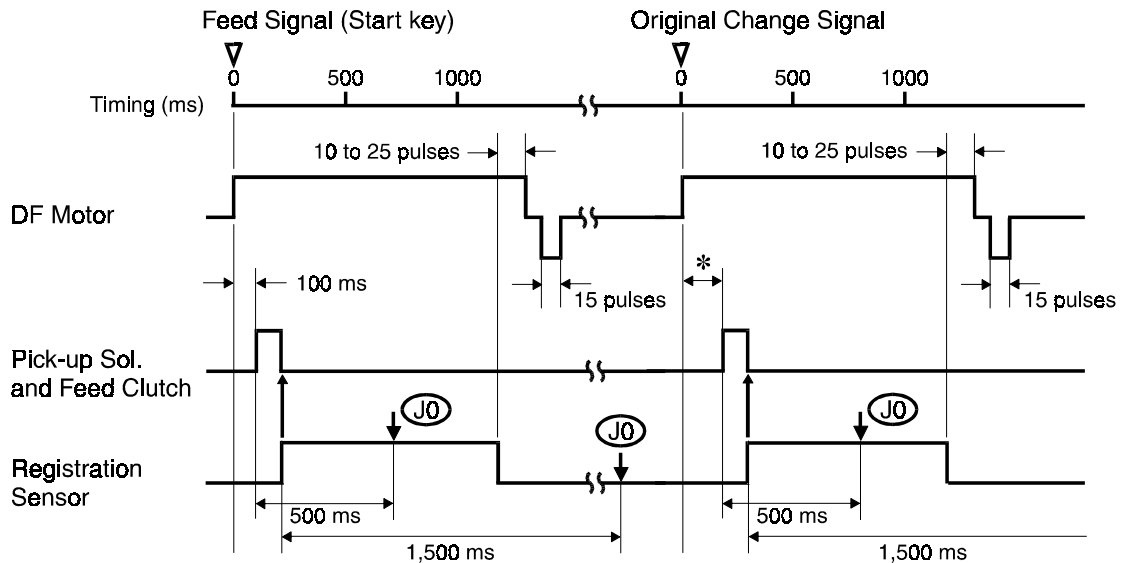 Feed Signal (Start key)
Original Change Signal
0
500
1000
0
500
1000
Timing (ms)
10 to 25 pulses
10 to 25 pulses
DF Motor
*
100 ms
15 pulses
15 pulses
Pick-up Sol.
and Feed Clutch
J0
J0
J0
Registration
Sensor
500 ms
500 ms
1,500 ms
1,500 ms